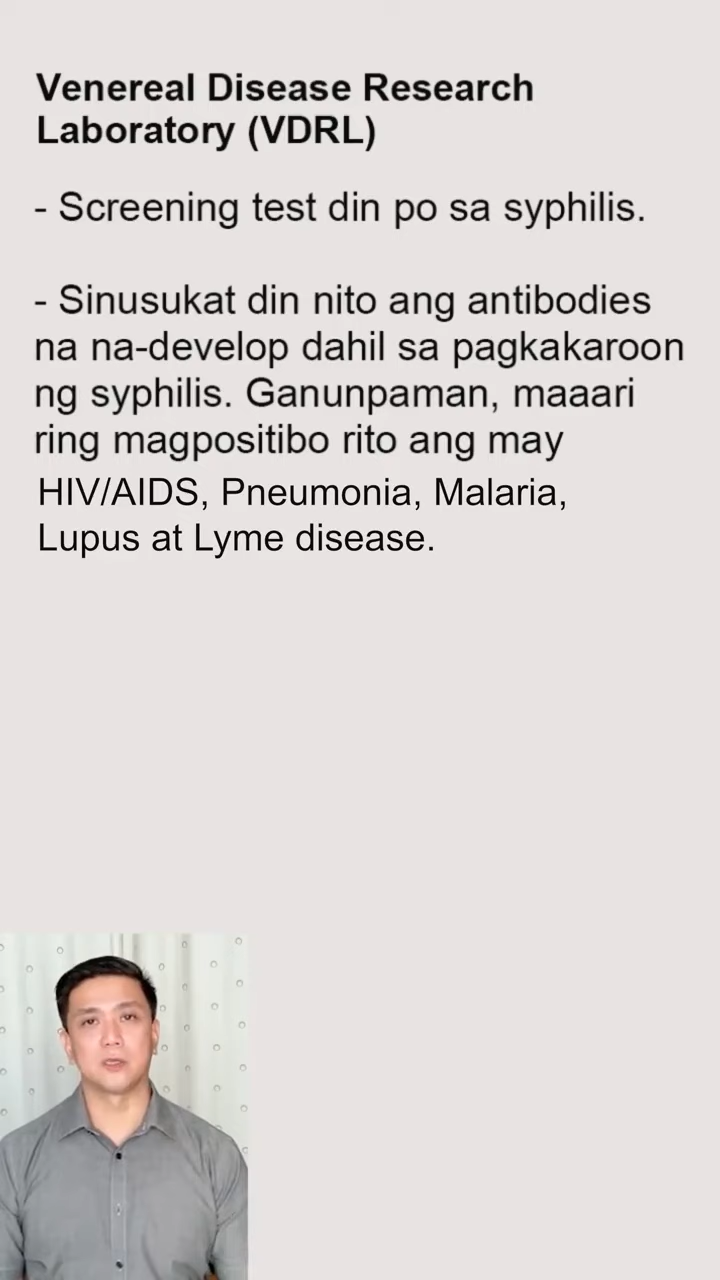 Venereal Disease Research
Laboratory (VDRL)
- Screening test din po sa syphilis.
- Sinusukat din nito ang antibodies
na na-develop dahil sa pagkakaroon
ng syphilis. Ganunpaman, maaari
ring magpositibo rito ang may
HIV/AIDS, Pneumonia, Malaria,
Lupus at Lyme disease.